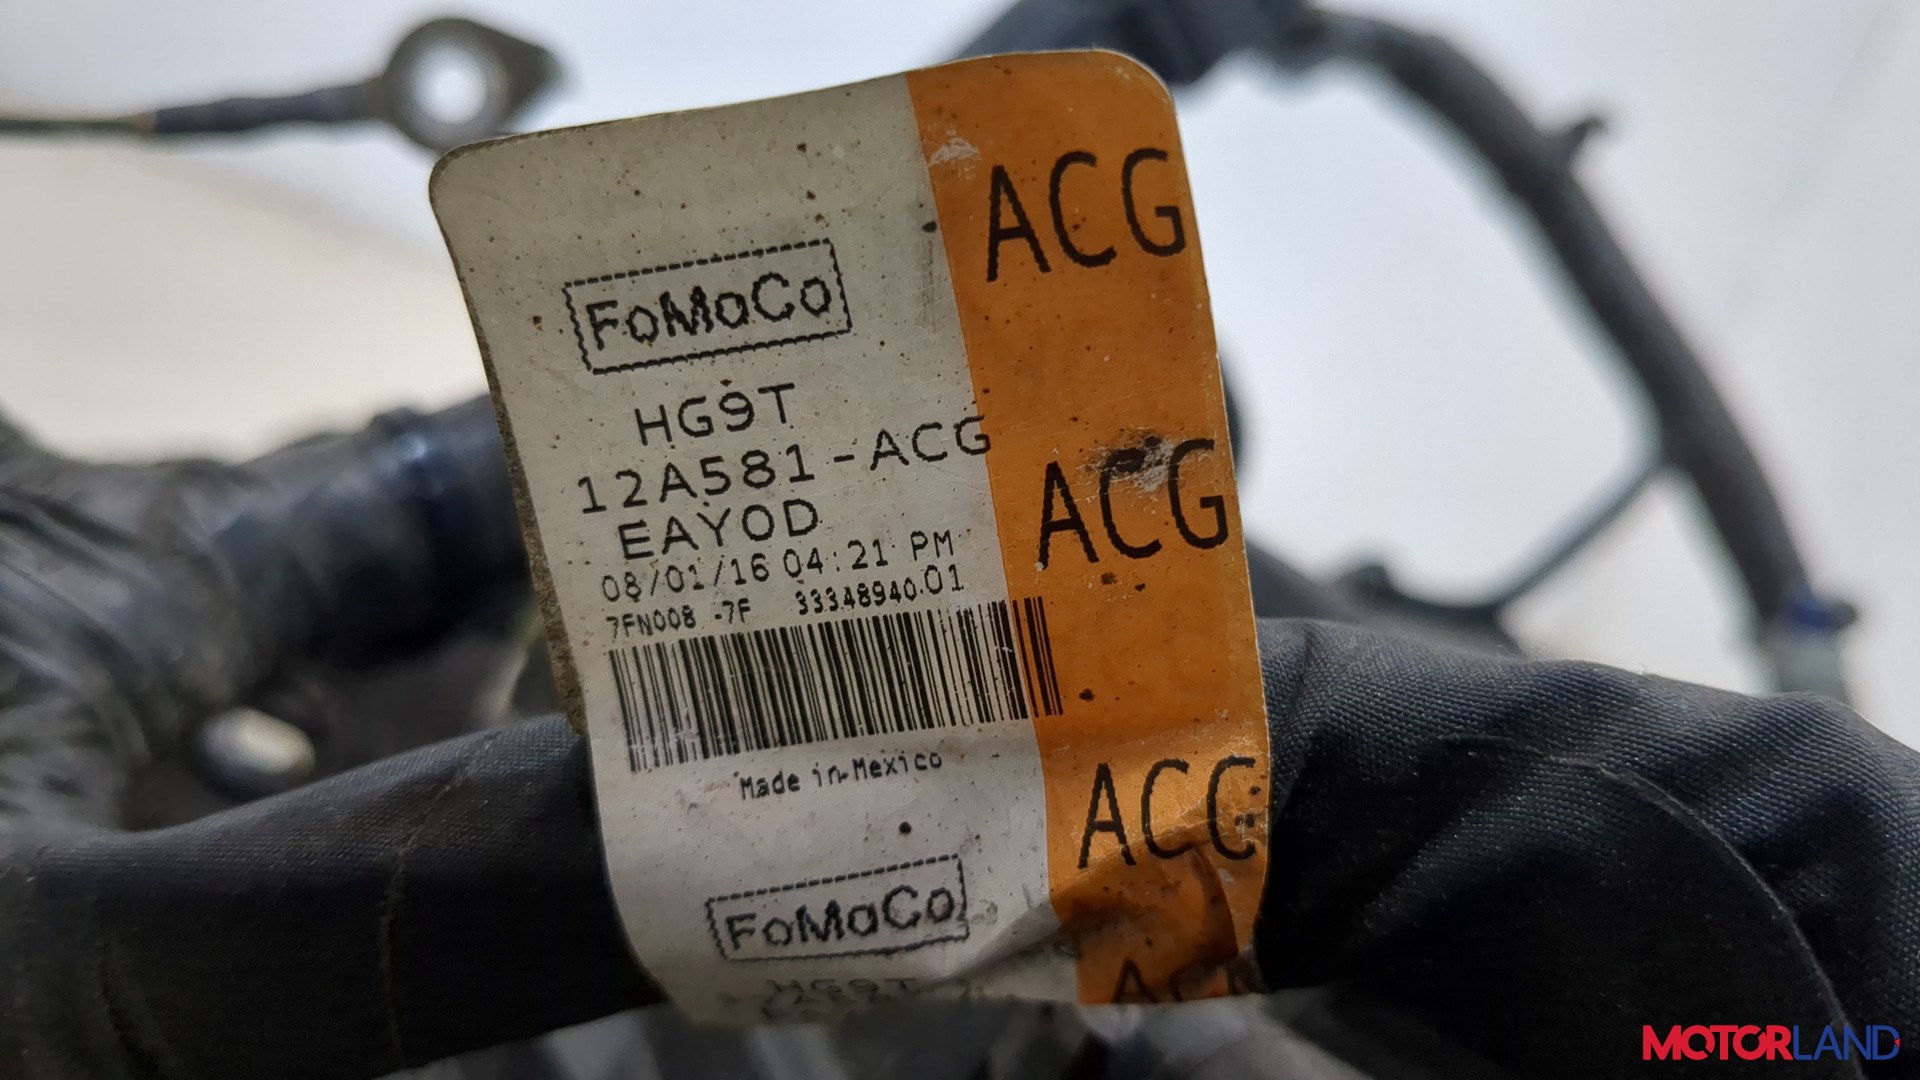 ACG
FoMoCo
HG9T
12A581-ACG
EAYOD
08/01/16 04:21 PM
7FN008 -7F 33348940.01
ACG
Made in Mexico
ACG
FoMoCo
HG9T
MOTORLAND